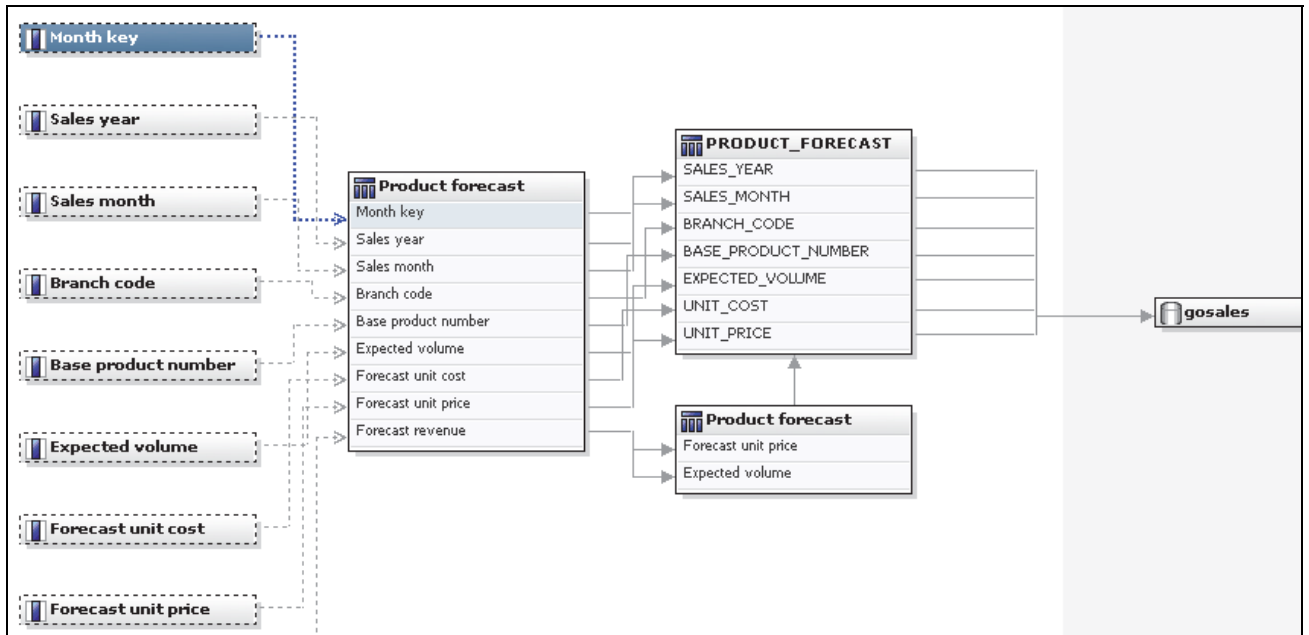 Month key
Sales year
Sales month
Branch code
Base product number
Expected volume
Forecast unit cost
Forecast unit price
Product forecast
Month key
Sales year
Sales month
Branch code
Base product number
Expected volume
Forecast unit cost
Forecast unit price
Forecast revenue
PRODUCT_FORECAST
SALES_YEAR
SALES_MONTH
BRANCH_CODE
BASE_PRODUCT_NUMBER
EXPECTED_VOLUME
UNIT_COST
UNIT_PRICE
Product forecast
Forecast unit price
Expected volume
gosales